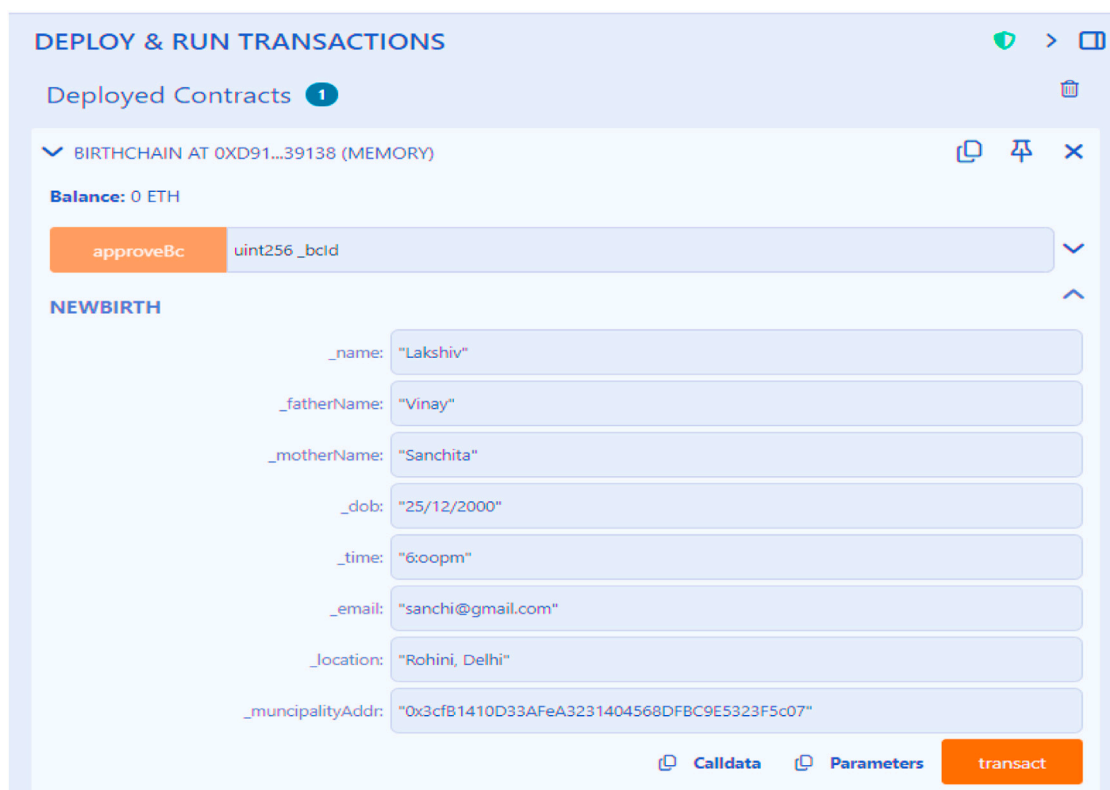 DEPLOY & RUN TRANSACTIONS
Deployed Contracts 1
BIRTHCHAIN AT 0XD91...39138 (MEMORY)
Balance: 0 ETH
approveBc uint256 _bcId
NEWBIRTH
_name: "Lakshiv"
_fatherName: "Vinay"
_motherName: "Sanchita"
_dob: "25/12/2000"
_time: "6:oopm"
_email: "sanchi@gmail.com"
_location: "Rohini, Delhi"
_muncipalityAddr: "0x3cfB1410D33AFeA3231404568DFBC9E5323F5c07"
Calldata Parameters transact